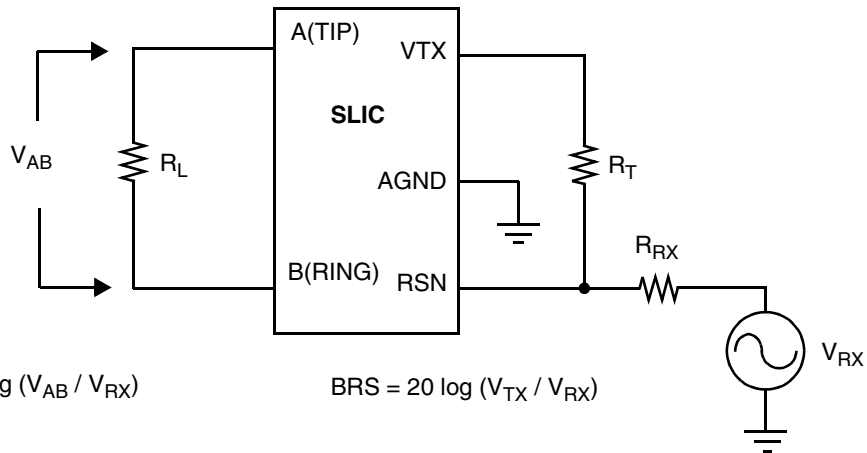 A(TIP)
VTX
SLIC
V_AB
R_L
R_T
AGND
R_RX
B(RING)
RSN
V_RX
g (V_AB / V_RX)
BRS = 20 log (V_TX / V_RX)